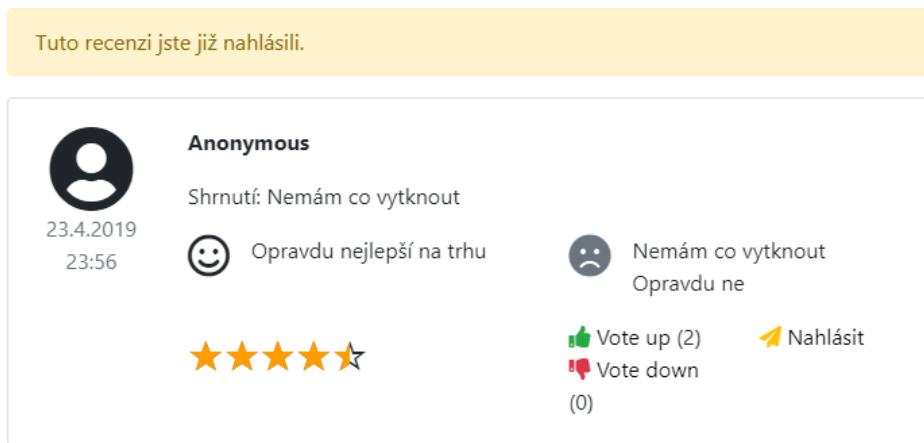 Tuto recenzi jste již nahlásili.
Anonymous
Shrnutí: Nemám co vytknout
23.4.2019
23:56
Opravdu nejlepší na trhu
Nemám co vytknout
Opravdu ne
Vote up (2)
Nahlásit
Vote down
(0)